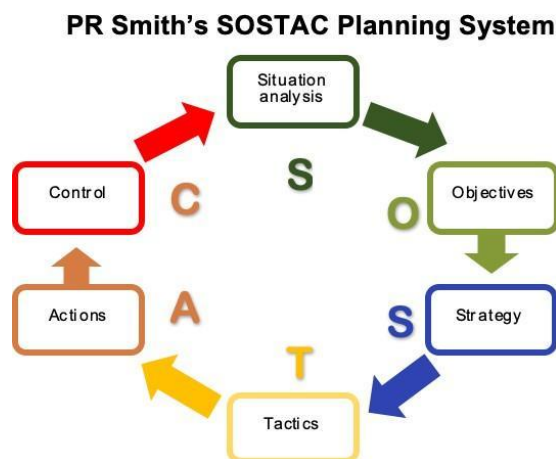 PR Smith's SOSTAC Planning System
Situation
analysis
S
Objectives
O
Strategy
S
Tactics
T
Actions
A
Control
C